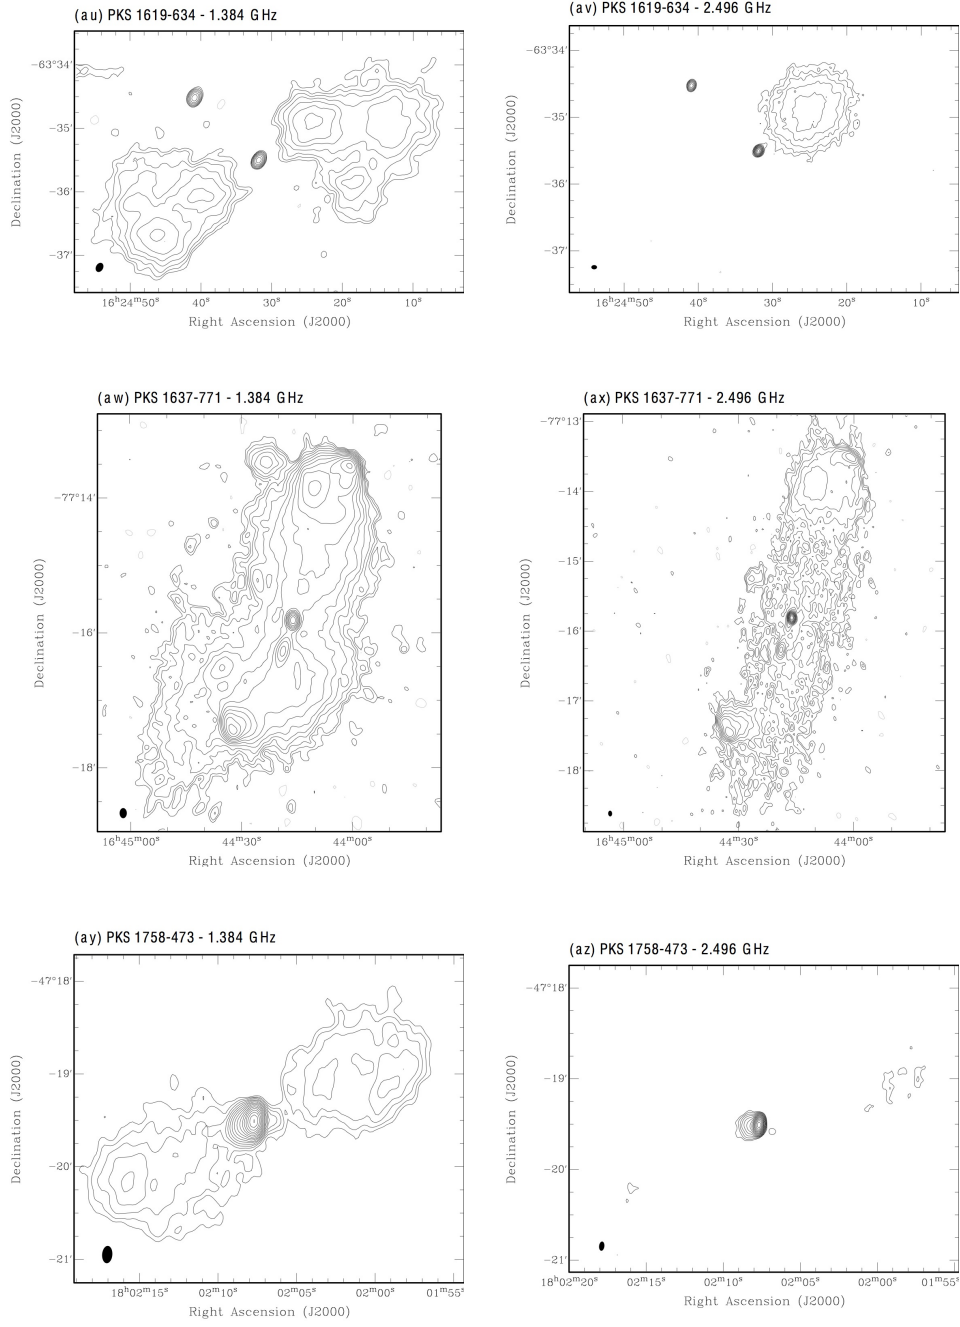 (au) PKS 1619-634 - 1.384 GHz
(av) PKS 1619-634 - 2.496 GHz
Declination (J2000)
−63°34′
−35′
−36′
−37′
16h24m50s 40s 30s 20s 10s
Right Ascension (J2000)
Declination (J2000)
−63°34′
−35′
−36′
−37′
16h24m50s 40s 30s 20s 10s
Right Ascension (J2000)
(aw) PKS 1637-771 - 1.384 GHz
(ax) PKS 1637-771 - 2.496 GHz
Declination (J2000)
−77°14′
−16′
−18′
16h45m00s 44m30s 44m00s
Right Ascension (J2000)
Declination (J2000)
−77°13′
−14′
−15′
−16′
−17′
−18′
16h45m00s 44m30s 44m00s
Right Ascension (J2000)
(ay) PKS 1758-473 - 1.384 GHz
(az) PKS 1758-473 - 2.496 GHz
Declination (J2000)
−47°18′
−19′
−20′
−21′
18h02m15s 02m10s 02m05s 02m00s 01m55s
Right Ascension (J2000)
Declination (J2000)
−47°18′
−19′
−20′
−21′
18h02m20s 02m15s 02m10s 02m05s 02m00s 01m55s
Right Ascension (J2000)